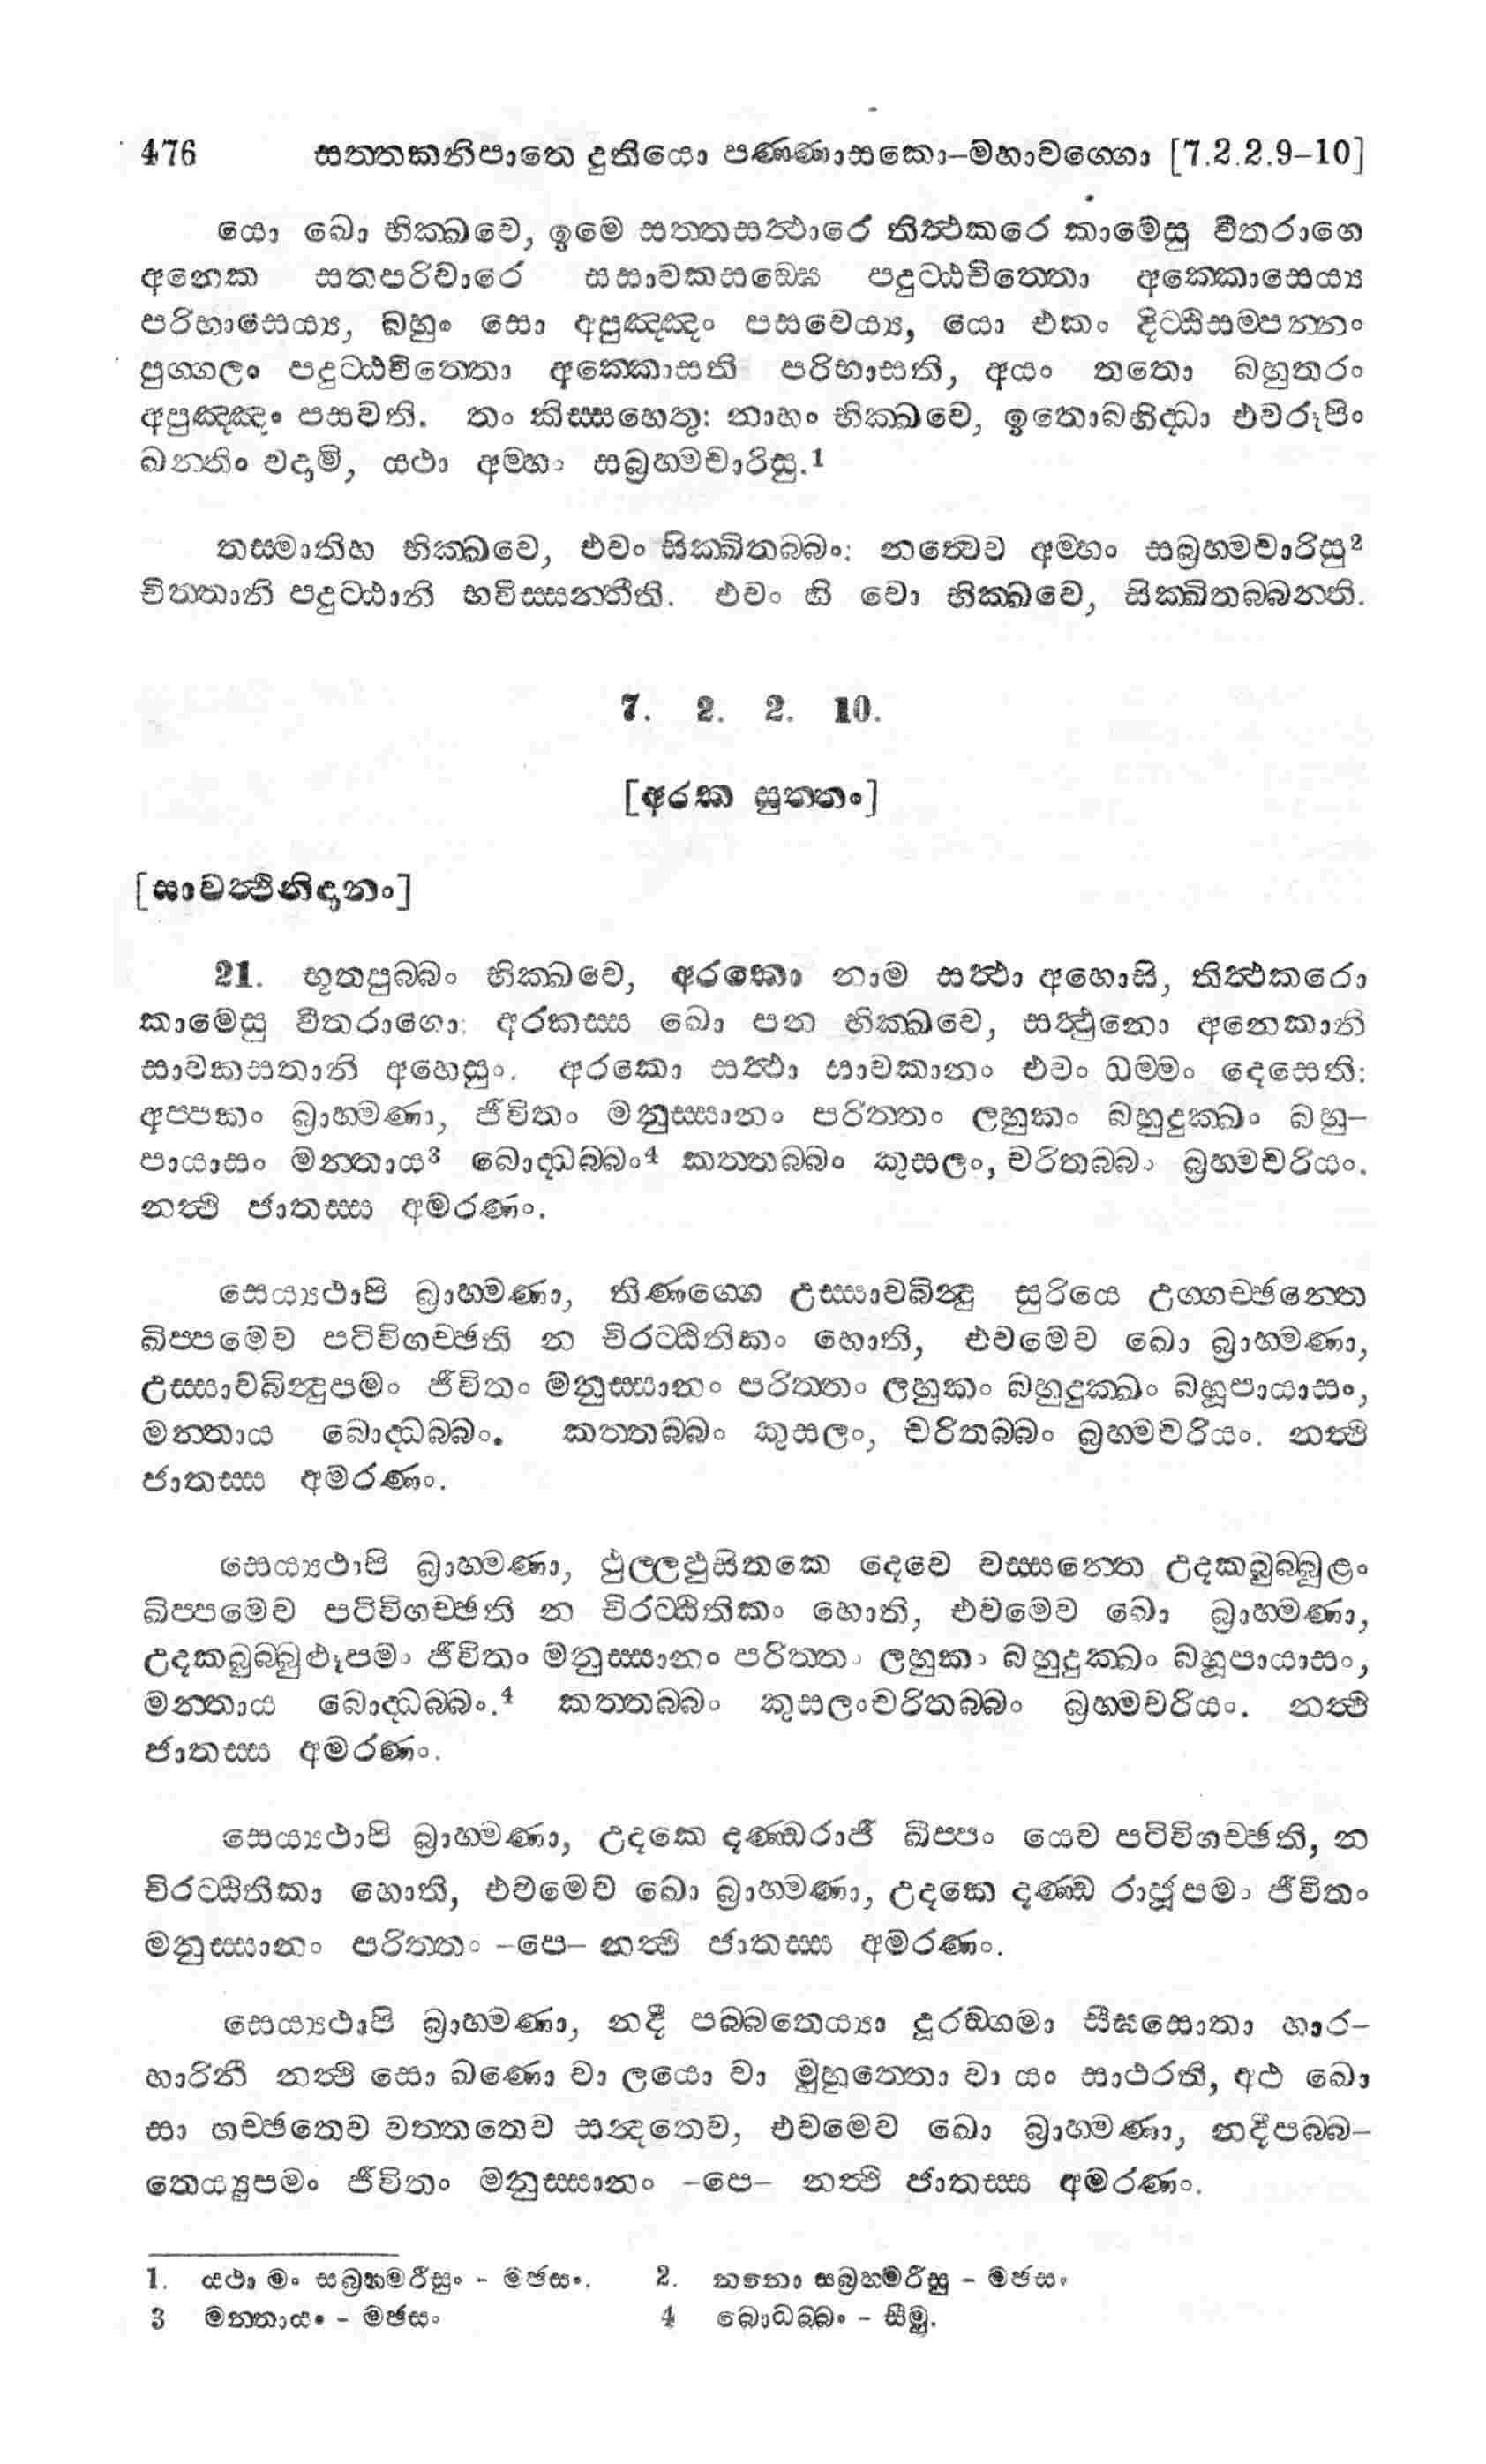 476 සත්තකනිපාතෙ දුතියො පණ්ණාසකො–මහාවග්ගො [7.2.2.9–10]
යො ඛො භික්ඛවෙ, ඉමෙ සත්තසත්ථාරෙ තිත්ථකරෙ කාමෙසු වීතරාගෙ
අනෙක සතපරිවාරෙ සසාවකසඞ්ඝෙ පදුට්ඨචිත්තො අක්කොසෙය්‍ය
පරිභාසෙය්‍ය, බහුං සො අපුඤ්ඤං පසවෙය්‍ය, යො එකං දිට්ඨිසම්පන්නං
පුග්ගලං පදුට්ඨචිත්තො අක්කොසති පරිභාසති, අයං තතො බහුතරං
අපුඤ්ඤං පසවති. තං කිස්සහෙතු: නාහං භික්ඛවෙ, ඉතොබහිද්ධා එවරූපිං
ඛන්තිං වදාමි, යථා අම්හං සබ්‍රහ්මචාරිසු.1
තස්මාතිහ භික්ඛවෙ, එවං සික්ඛිතබ්බං: නත්වෙව අම්හං සබ්‍රහ්මචාරිසු2
චිත්තානි පදුට්ඨානි භවිස්සන්තීති. එවං හි වො භික්ඛවෙ, සික්ඛිතබ්බන්ති.
7. 2. 2. 10.
[අරක සුත්තං]
[සාවත්ථිනිදානං]
21. භූතපුබ්බං භික්ඛවෙ, අරකො නාම සත්ථා අහොසි, තිත්ථකරො
කාමෙසු වීතරාගො: අරකස්ස ඛො පන භික්ඛවෙ, සත්ථුනො අනෙකානි
සාවකසතානි අහෙසුං. අරකො සත්ථා සාවකානං එවං ධම්මං දෙසෙති:
අප්පකං බ්‍රාහ්මණා, ජීවිතං මනුස්සානං පරිත්තං ලහුකං බහුදුක්ඛං බහු–
පායාසං මන්තාය3 බොද්ධබ්බං4 කත්තබ්බං කුසලං, චරිතබ්බං බ්‍රහ්මචරියං.
නත්ථි ජාතස්ස අමරණං.
සෙය්‍යථාපි බ්‍රාහ්මණා, තිණග්ගෙ උස්සාවබින්දු සුරියෙ උග්ගච්ඡන්තෙ
ඛිප්පමෙව පටිවිගච්ඡති න චිරට්ඨිතිකං හොති, එවමෙව ඛො බ්‍රාහ්මණා,
උස්සාවබින්දූපමං ජීවිතං මනුස්සානං පරිත්තං ලහුකං බහුදුක්ඛං බහූපායාසං,
මන්තාය බොද්ධබ්බං. කත්තබ්බං කුසලං, චරිතබ්බං බ්‍රහ්මචරියං. නත්ථි
ජාතස්ස අමරණං.
සෙය්‍යථාපි බ්‍රාහ්මණා, ථුල්ලඵුසිතකෙ දෙවෙ වස්සන්තෙ උදකබුබ්බුළං
ඛිප්පමෙව පටිවිගච්ඡති න චිරට්ඨිතිකං හොති, එවමෙව ඛො බ්‍රාහ්මණා,
උදකබුබ්බුළූපමං ජීවිතං මනුස්සානං පරිත්තං ලහුකං බහුදුක්ඛං බහූපායාසං,
මන්තාය බොද්ධබ්බං.4 කත්තබ්බං කුසලංචරිතබ්බං බ්‍රහ්මචරියං. නත්ථි
ජාතස්ස අමරණං.
සෙය්‍යථාපි බ්‍රාහ්මණා, උදකෙ දණ්ඩරාජී ඛිප්පං යෙව පටිවිගච්ඡති, න
චිරට්ඨිතිකා හොති, එවමෙව ඛො බ්‍රාහ්මණා, උදකෙ දණ්ඩ රාජූපමං ජීවිතං
මනුස්සානං පරිත්තං –පෙ– නත්ථි ජාතස්ස අමරණං.
සෙය්‍යථාපි බ්‍රාහ්මණා, නදී පබ්බතෙය්‍යා දූරඞ්ගමා සීඝසොතා හාර–
හාරිනී නත්ථි සො ඛණො වා ලයො වා මුහුත්තො වා යං සාථරති, අථ ඛො
සා ගච්ඡතෙව වත්තතෙව සන්දතෙව, එවමෙව ඛො බ්‍රාහ්මණා, නදීපබ්බ–
තෙය්‍යුපමං ජීවිතං මනුස්සානං –පෙ– නත්ථි ජාතස්ස අමරණං.
1. යථා මං සබ්‍රහ්මරීසුං - මඡසං. 2. නනො සබ්‍රහ්මරීසු - මඡසං
3 මන්තායං - මඡසං 4 බොධබ්බං - සීමු.